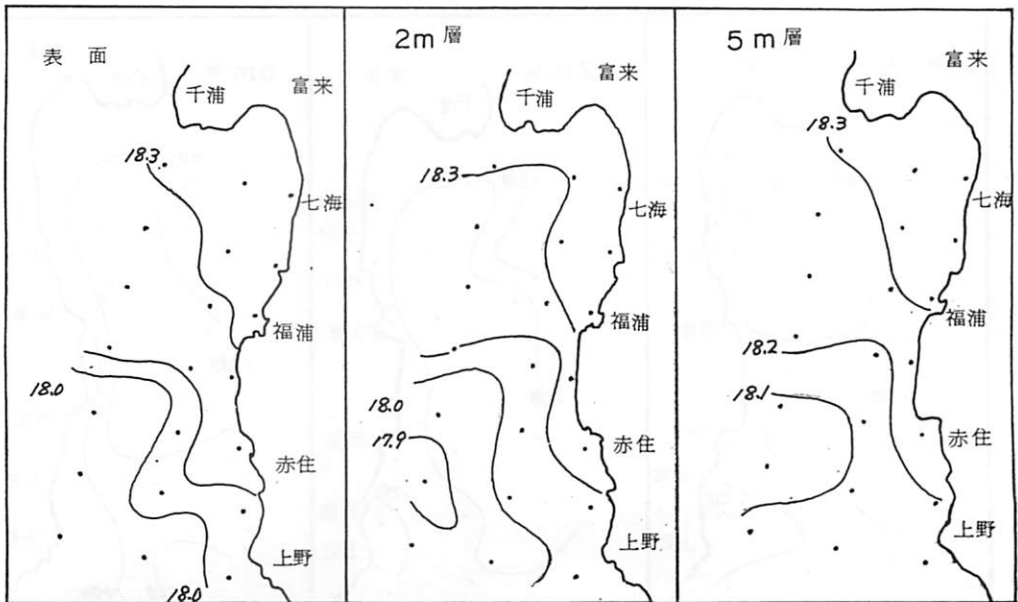 表 面
千浦
富来
18.3
七海
福浦
18.0
赤住
上野
18.0
2m 層
千浦
富来
18.3
七海
福浦
18.0
17.9
赤住
上野
5m 層
千浦
富来
18.3
七海
福浦
18.2
18.1
赤住
上野